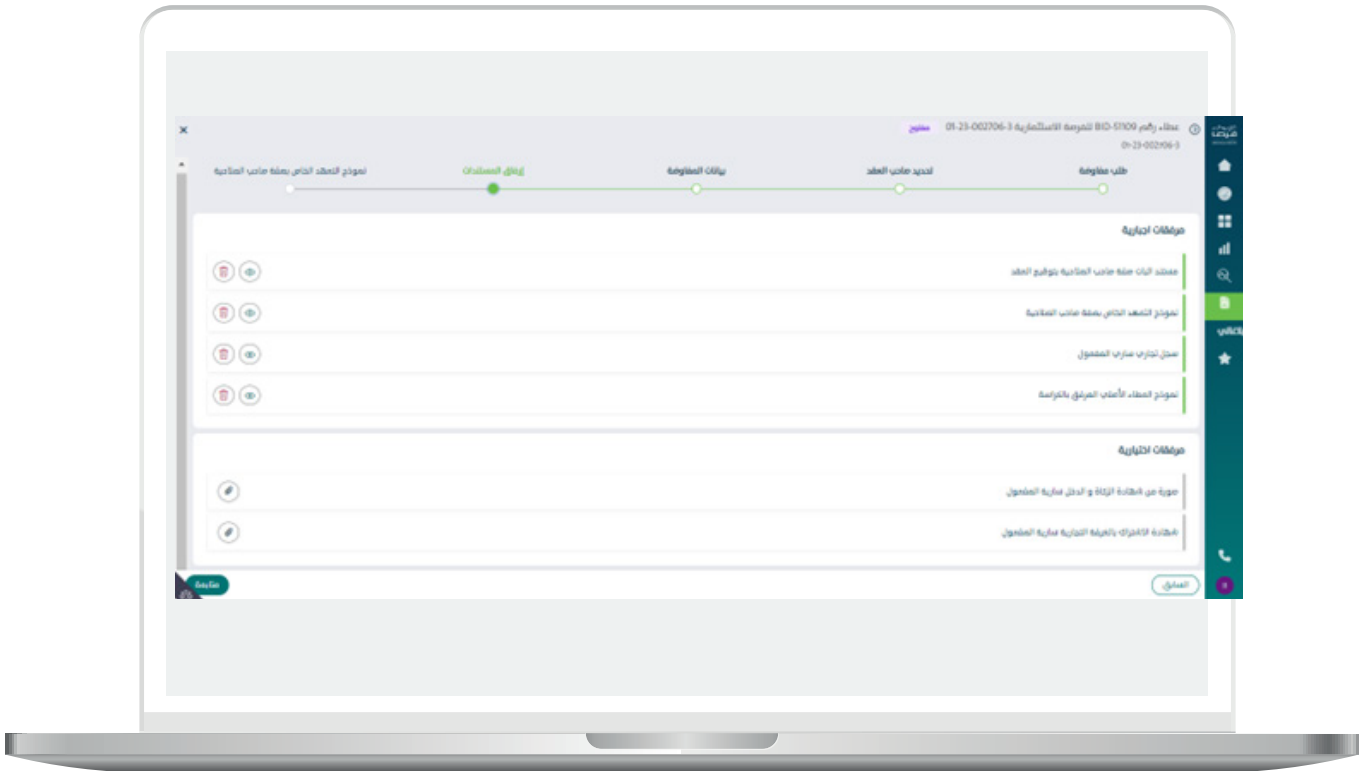 فرص
عطاء رقم BID-51109 للفرصة الاستثمارية 3-002706-23-01 مفتوح
01-23-002706-3
طلب مفاوضة
تحديد صاحب العقد
بيانات المفاوضة
إرفاق المستندات
نموذج التعهد الخاص بصفة صاحب الصلاحية
مرفقات اجبارية
مستند اثبات صفة صاحب الصلاحية بتوقيع العقد
نموذج التعهد الخاص بصفة صاحب الصلاحية
سجل تجاري ساري المفعول
نموذج العطاء الأصلي المرفق بالكراسة
مرفقات اختيارية
صورة من شهادة الزكاة و الدخل سارية المفعول
شهادة الاشتراك بالغرفة التجارية سارية المفعول
السابق
متابعة